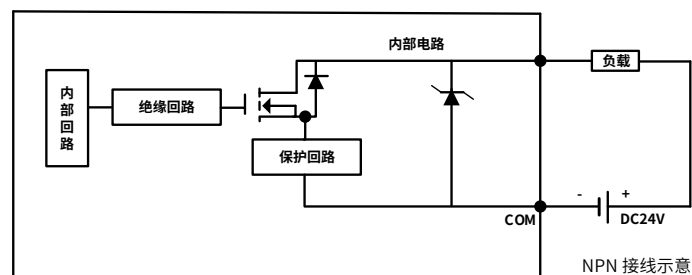 内部电路
负载
内部回路
绝缘回路
保护回路
- +
COM
DC24V
NPN 接线示意